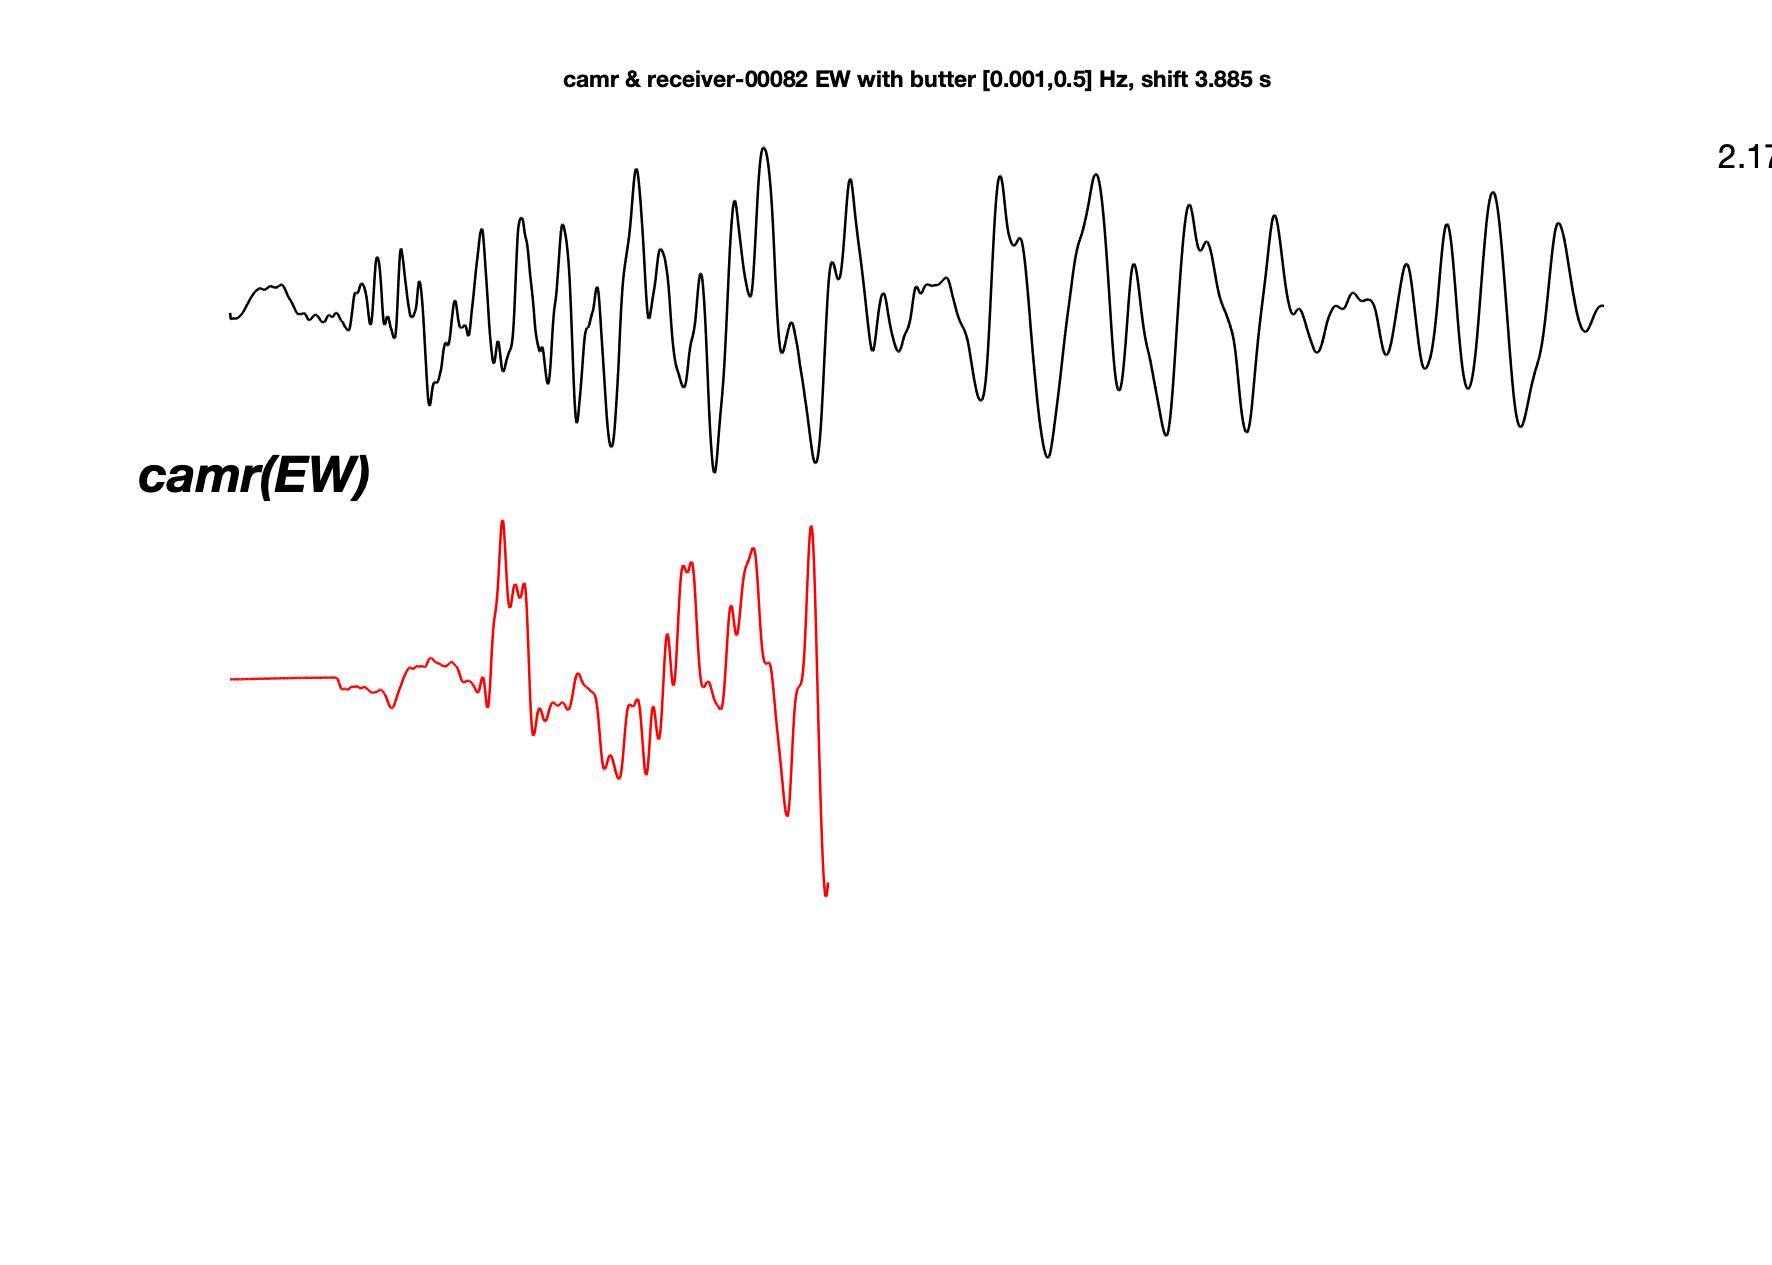 camr & receiver-00082 EW with butter [0.001,0.5] Hz, shift 3.885 s
2.17
camr(EW)